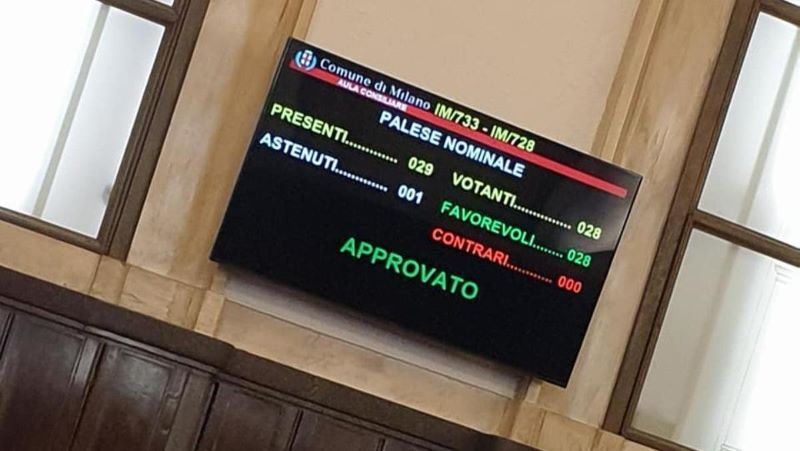 Comune di Milano
AULA CONSILIARE
IM/733 - IM/728
PALESE NOMINALE
PRESENTI............ 029
VOTANTI.............. 028
ASTENUTI............ 001
FAVOREVOLI....... 028
CONTRARI........... 000
APPROVATO